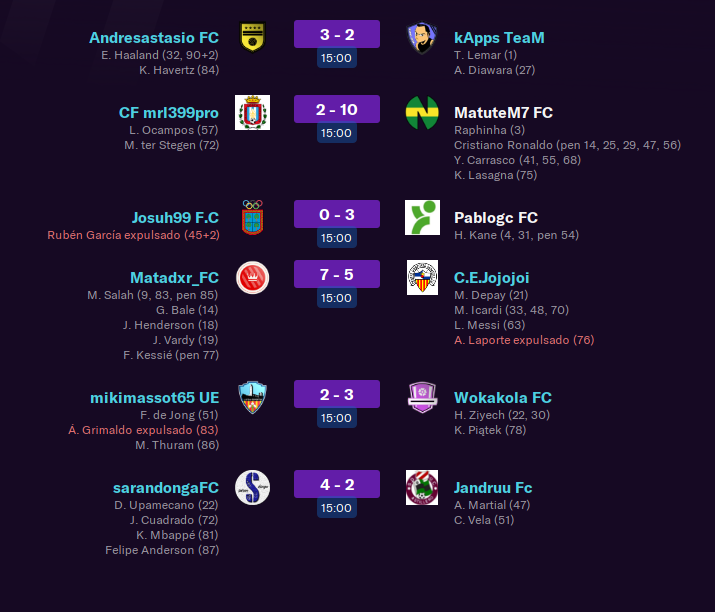 Andresastasio FC 3 - 2 kApps TeaM
E. Haaland (32, 90+2) 15:00 T. Lemar (1)
K. Havertz (84) A. Diawara (27)
CF mrl399pro 2 - 10 MatuteM7 FC
L. Ocampos (57) 15:00 Raphinha (3)
M. ter Stegen (72) Cristiano Ronaldo (pen 14, 25, 29, 47, 56)
Y. Carrasco (41, 55, 68)
K. Lasagna (75)
Josuh99 F.C 0 - 3 Pablogc FC
Rubén García expulsado (45+2) 15:00 H. Kane (4, 31, pen 54)
Matadxr_FC 7 - 5 C.E.Jojojoi
M. Salah (9, 83, pen 85) 15:00 M. Depay (21)
G. Bale (14) M. Icardi (33, 48, 70)
J. Henderson (18) L. Messi (63)
J. Vardy (19) A. Laporte expulsado (76)
F. Kessié (pen 77)
mikimassot65 UE 2 - 3 Wokakola FC
F. de Jong (51) 15:00 H. Ziyech (22, 30)
Á. Grimaldo expulsado (83) K. Piątek (78)
M. Thuram (86)
sarandongaFC 4 - 2 Jandruu Fc
D. Upamecano (22) 15:00 A. Martial (47)
J. Cuadrado (72) C. Vela (51)
K. Mbappé (81)
Felipe Anderson (87)